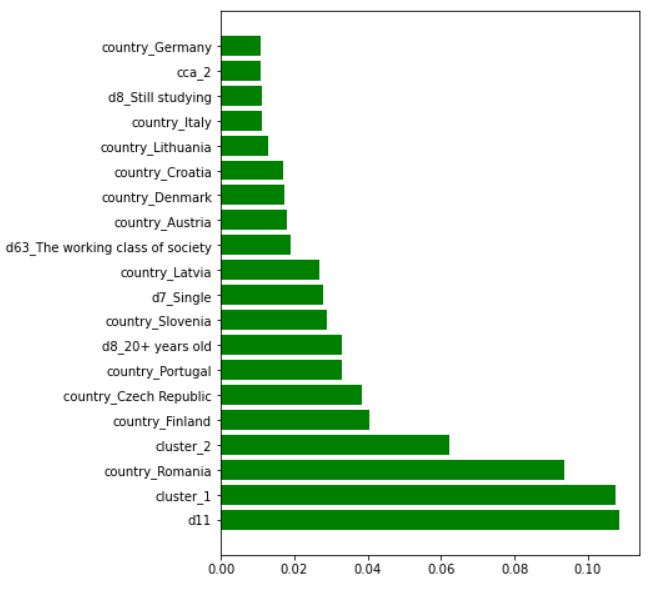 country_Germany
cca_2
d8_Still studying
country_Italy
country_Lithuania
country_Croatia
country_Denmark
country_Austria
d63_The working class of society
country_Latvia
d7_Single
country_Slovenia
d8_20+ years old
country_Portugal
country_Czech Republic
country_Finland
cluster_2
country_Romania
cluster_1
d11
0.00 0.02 0.04 0.06 0.08 0.10